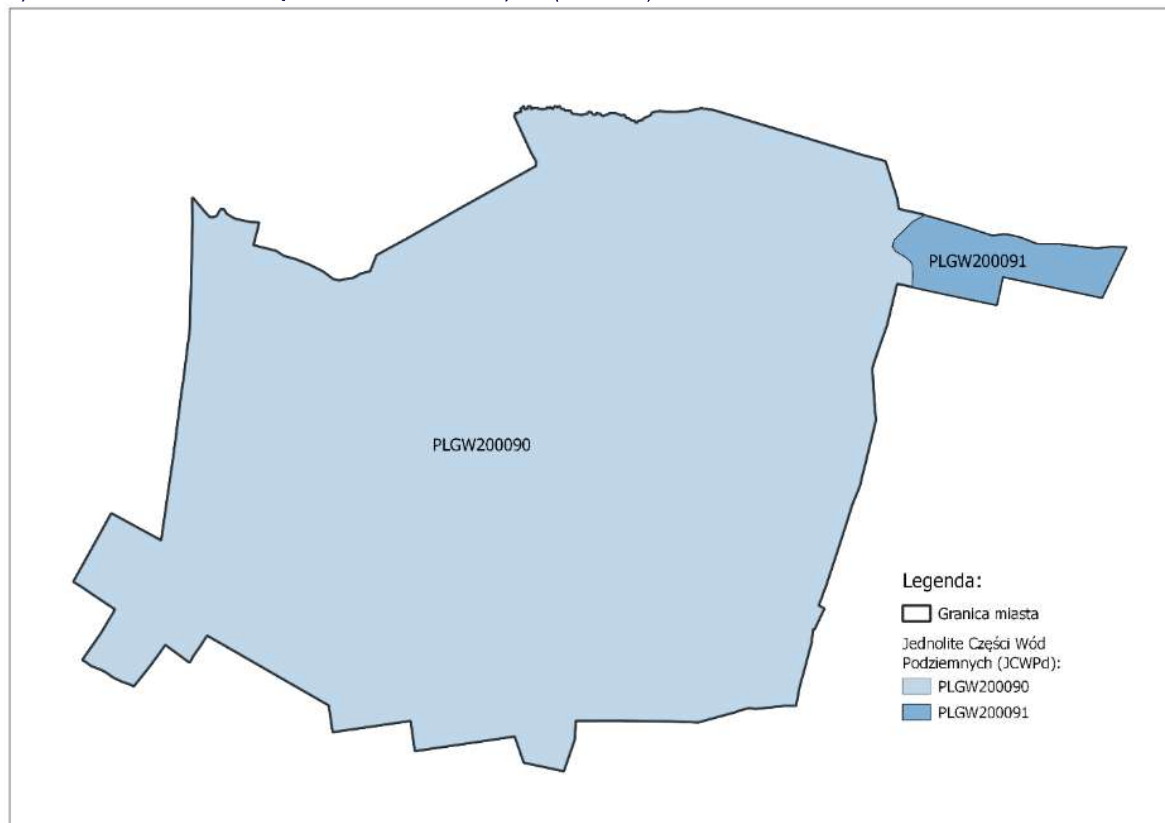 PLGW200091
PLGW200090
Legenda:
Granica miasta
Jednolite Części Wód
Podziemnych (JCWPd):
PLGW200090
PLGW200091